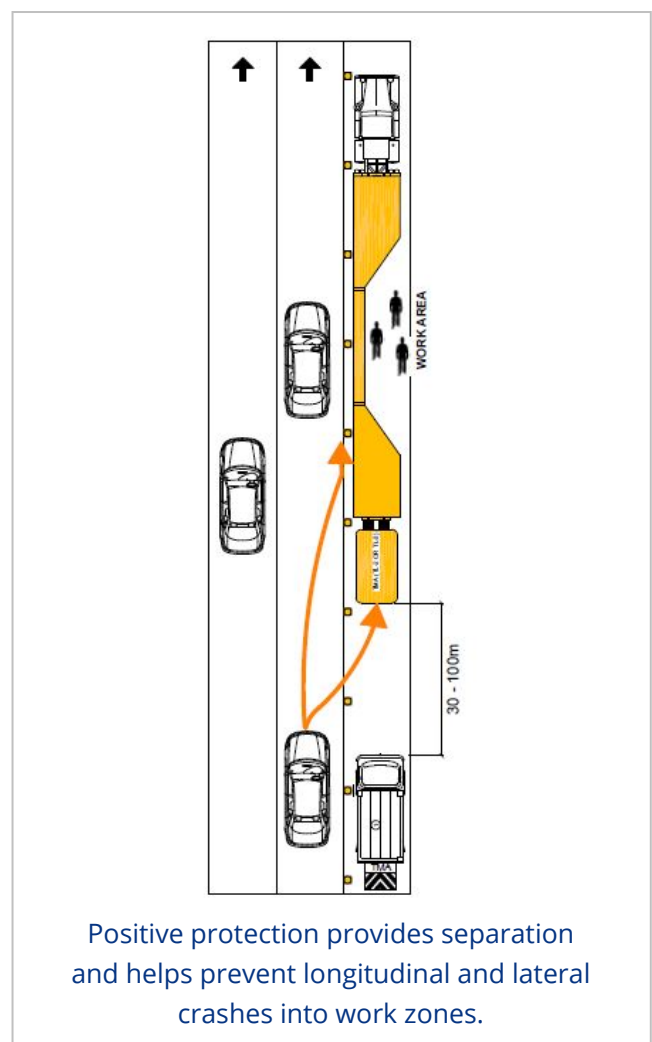 WORK AREA
30 - 100m
TMA
Positive protection provides separation
and helps prevent longitudinal and lateral
crashes into work zones.